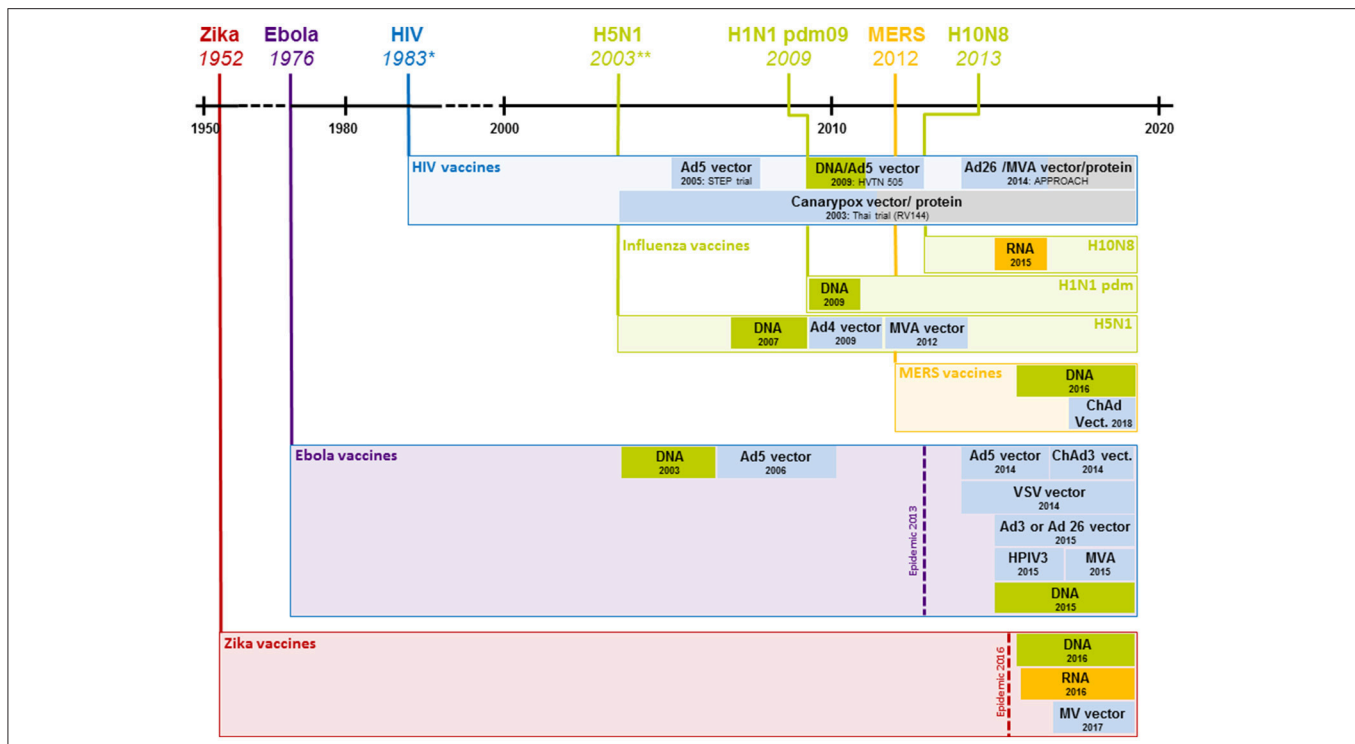 Zika
1952
Ebola
1976
HIV
1983*
H5N1
2003**
H1N1 pdm09
2009
MERS
2012
H10N8
2013
1950
1980
2000
2010
2020
HIV vaccines
Ad5 vector
2005: STEP trial
DNA/Ad5 vector
2009: HVTN 505
Ad26 /MVA vector/protein
2014: APPROACH
Canarypox vector/ protein
2003: Thai trial (RV144)
Influenza vaccines
RNA
2015
H10N8
DNA
2009
H1N1 pdm
DNA
2007
Ad4 vector
2009
MVA vector
2012
H5N1
MERS vaccines
DNA
2016
ChAd
Vect. 2018
Ebola vaccines
DNA
2003
Ad5 vector
2006
Epidemic 2013
Ad5 vector
2014
ChAd3 vect.
2014
VSV vector
2014
Ad3 or Ad 26 vector
2015
HPIV3
2015
MVA
2015
DNA
2015
Zika vaccines
Epidemic 2016
DNA
2016
RNA
2016
MV vector
2017